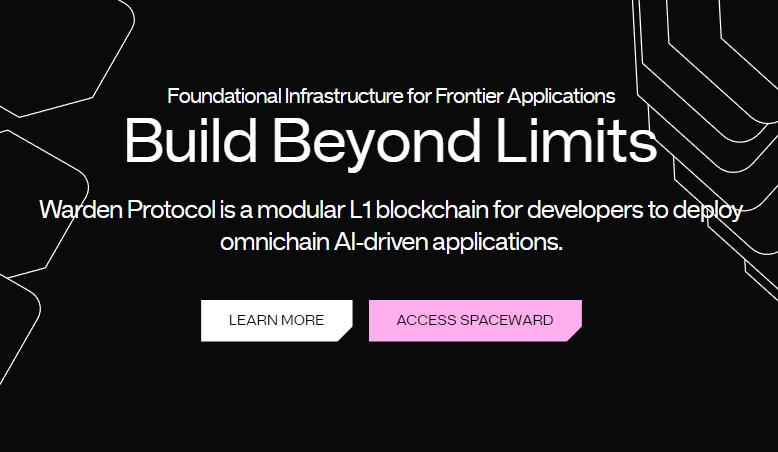 Foundational Infrastructure for Frontier Applications
Build Beyond Limits
Warden Protocol is a modular L1 blockchain for developers to deploy
omnichain AI-driven applications.
LEARN MORE
ACCESS SPACEWARD